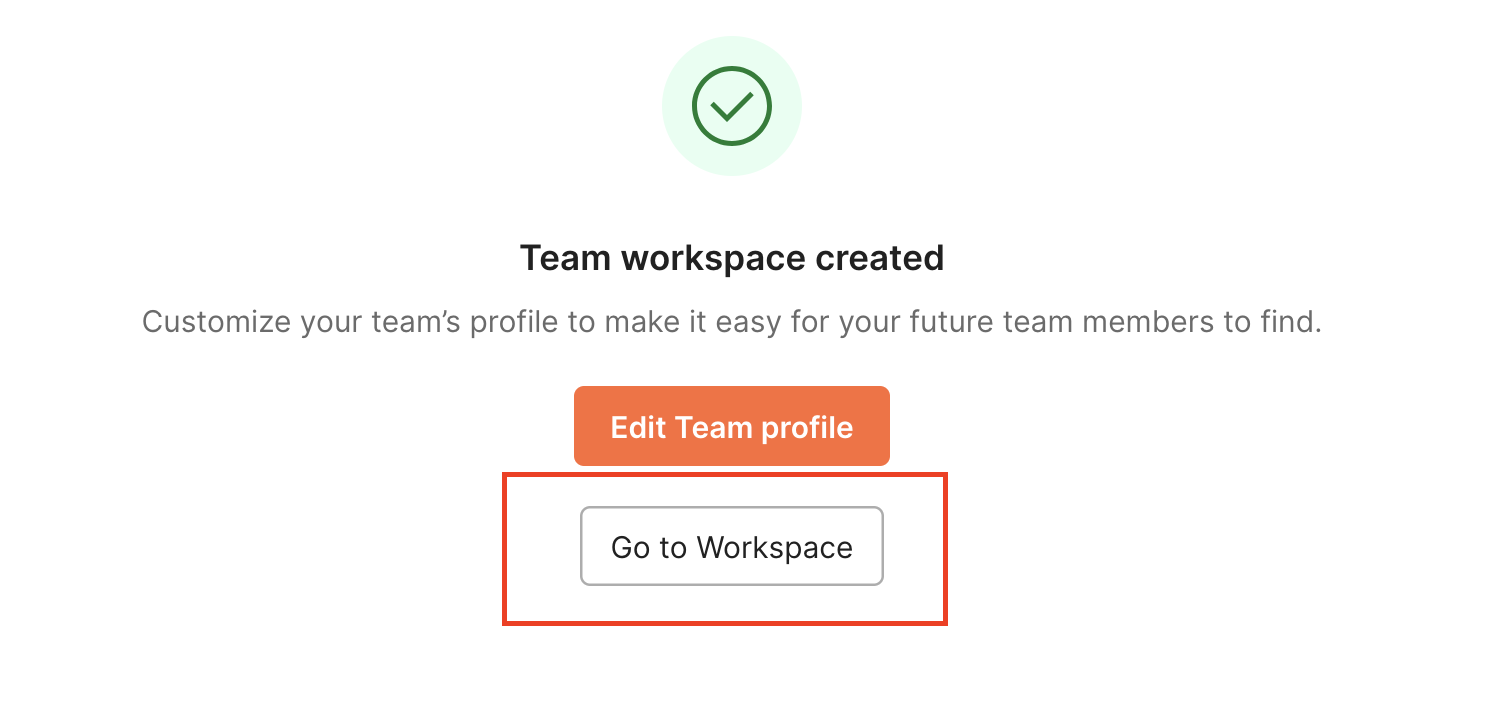 Team workspace created
Customize your team’s profile to make it easy for your future team members to find.
Edit Team profile
Go to Workspace